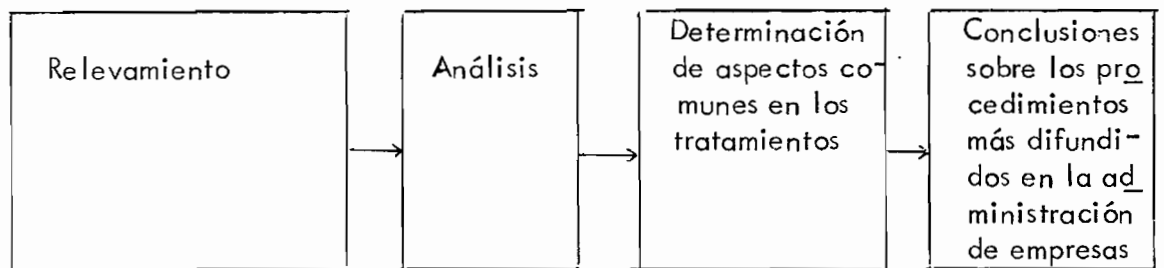 Relevamiento
Análisis
Determinación
de aspectos co-
munes en los
tratamientos
Conclusiones
sobre los pro
cedimientos
más difundi-
dos en la ad
ministración
de empresas